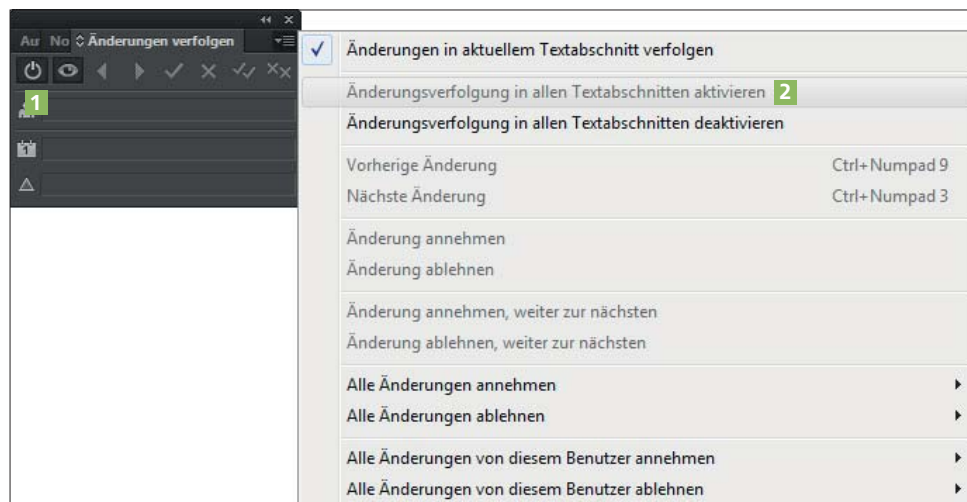 Aur No Änderungen verfolgen
1
1
Änderungen in aktuellem Textabschnitt verfolgen
Änderungsverfolgung in allen Textabschnitten aktivieren 2
Änderungsverfolgung in allen Textabschnitten deaktivieren
Vorherige Änderung Ctrl+Numpad 9
Nächste Änderung Ctrl+Numpad 3
Änderung annehmen
Änderung ablehnen
Änderung annehmen, weiter zur nächsten
Änderung ablehnen, weiter zur nächsten
Alle Änderungen annehmen
Alle Änderungen ablehnen
Alle Änderungen von diesem Benutzer annehmen
Alle Änderungen von diesem Benutzer ablehnen